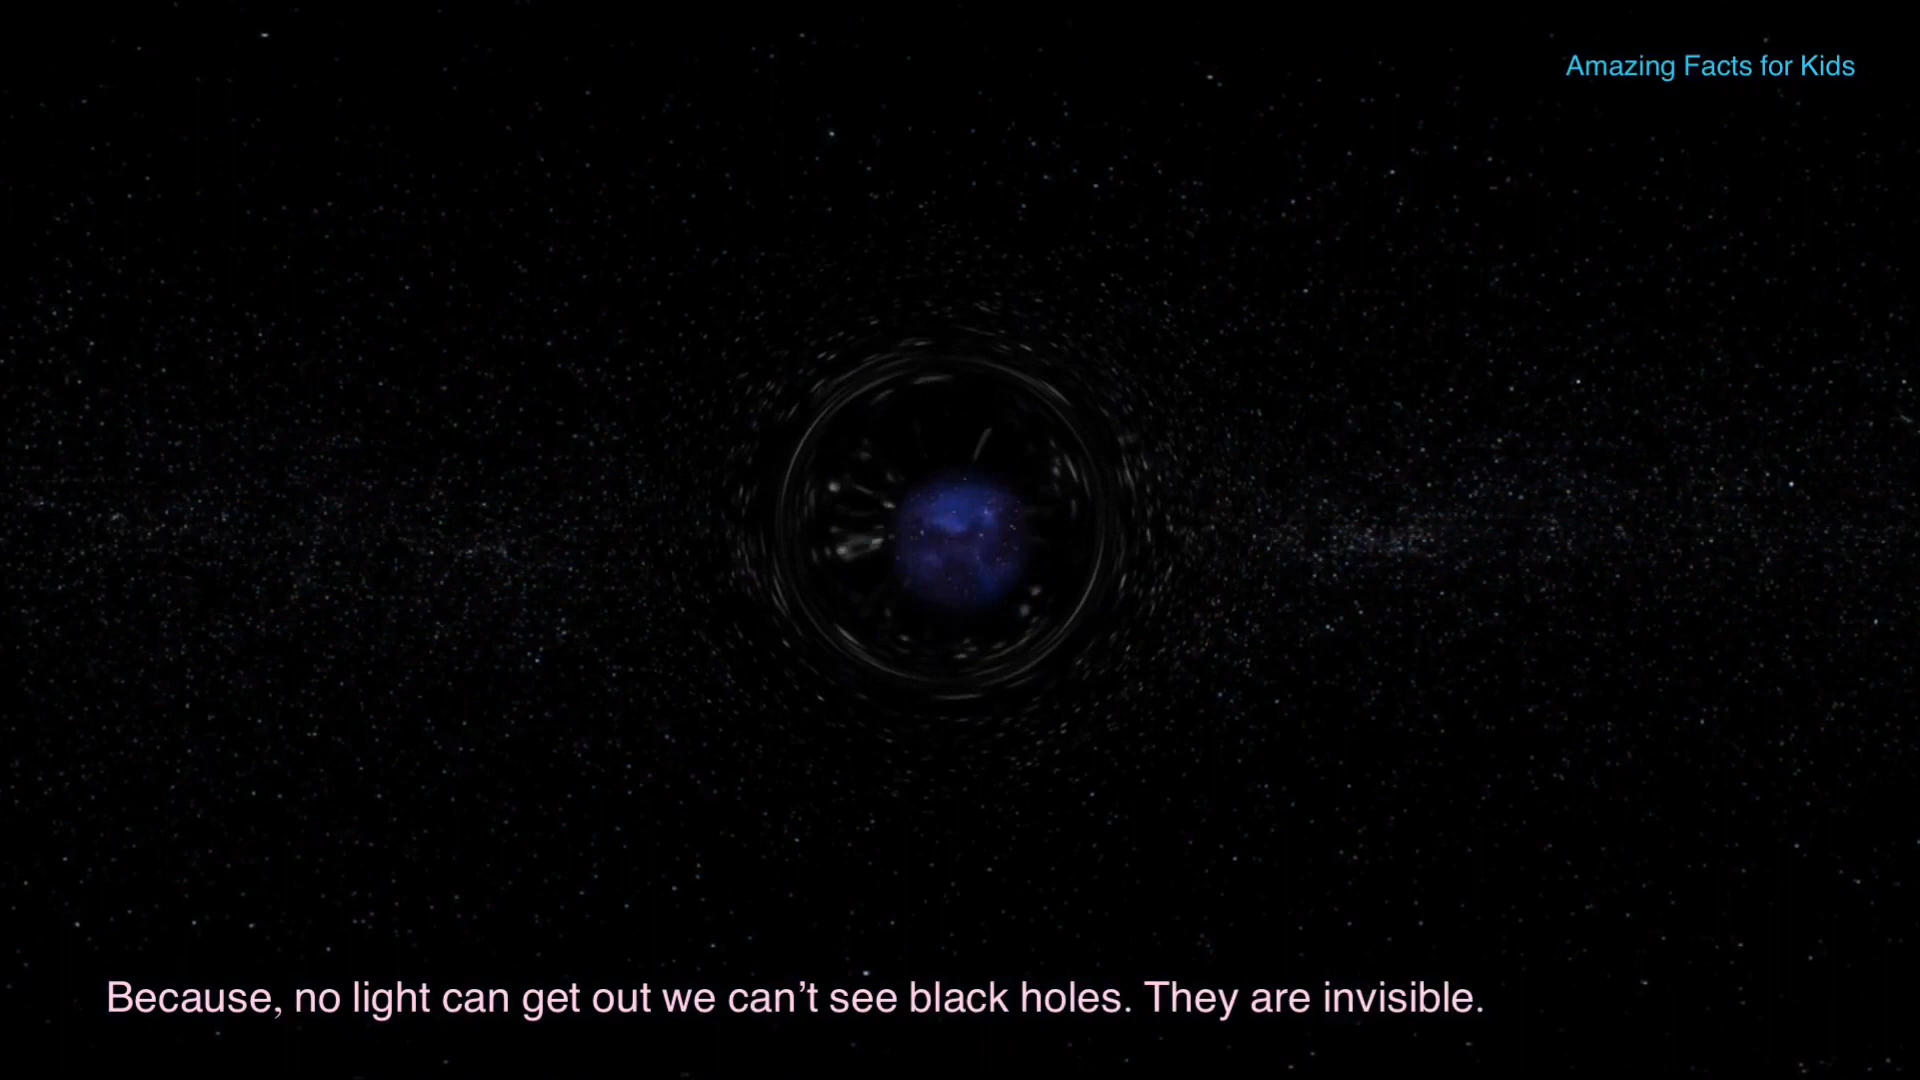 Amazing Facts for Kids
Because, no light can get out we can’t see black holes. They are invisible.